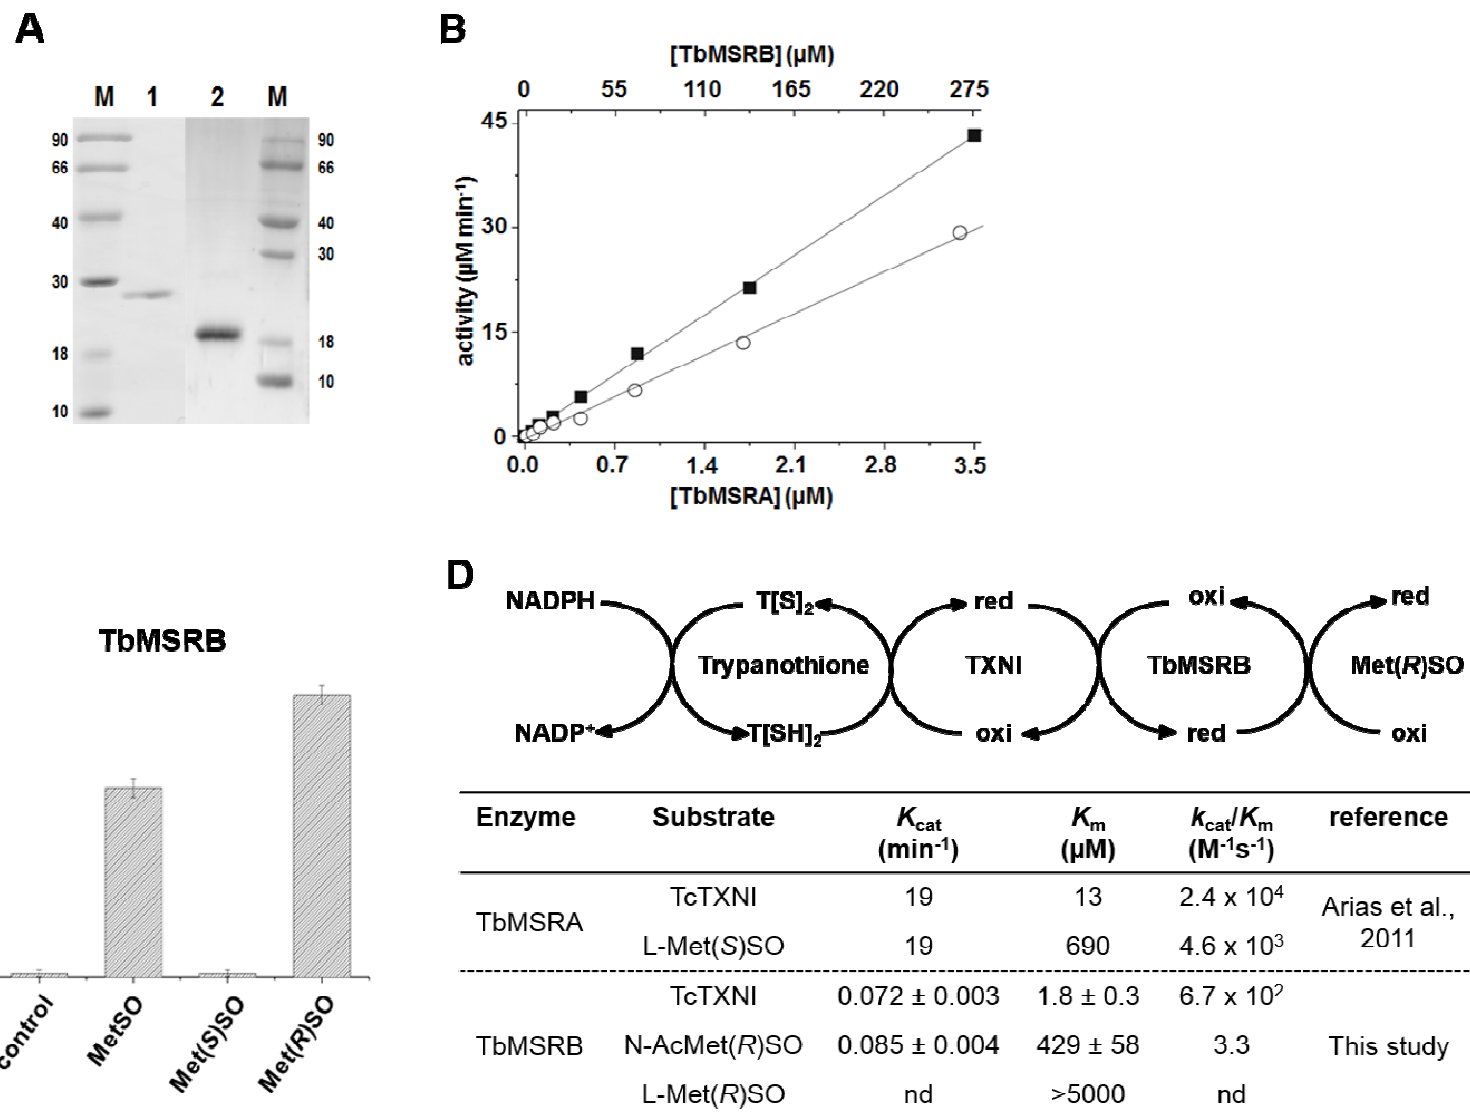 A
M 1 2 M
90
66
40
30
18
10
90
66
40
30
18
10
B
[TbMSRB] (µM)
0 55 110 165 220 275
activity (µM min⁻¹)
45
30
15
0
0.0 0.7 1.4 2.1 2.8 3.5
[TbMSRA] (µM)
TbMSRB
control MetSO Met(S)SO Met(R)SO
D
NADPH T[S]₂ red oxi red
Trypanothione TXNI TbMSRB Met(R)SO
NADP⁺ T[SH]₂ oxi red oxi
Enzyme Substrate Kcat Km kcat/Km reference
(min⁻¹) (µM) (M⁻¹s⁻¹)
TbMSRA
TcTXNI 19 13 2.4 x 10⁴
L-Met(S)SO 19 690 4.6 x 10³
Arias et al.,
2011
TbMSRB
TcTXNI 0.072 ± 0.003 1.8 ± 0.3 6.7 x 10²
N-AcMet(R)SO 0.085 ± 0.004 429 ± 58 3.3
L-Met(R)SO nd >5000 nd
This study